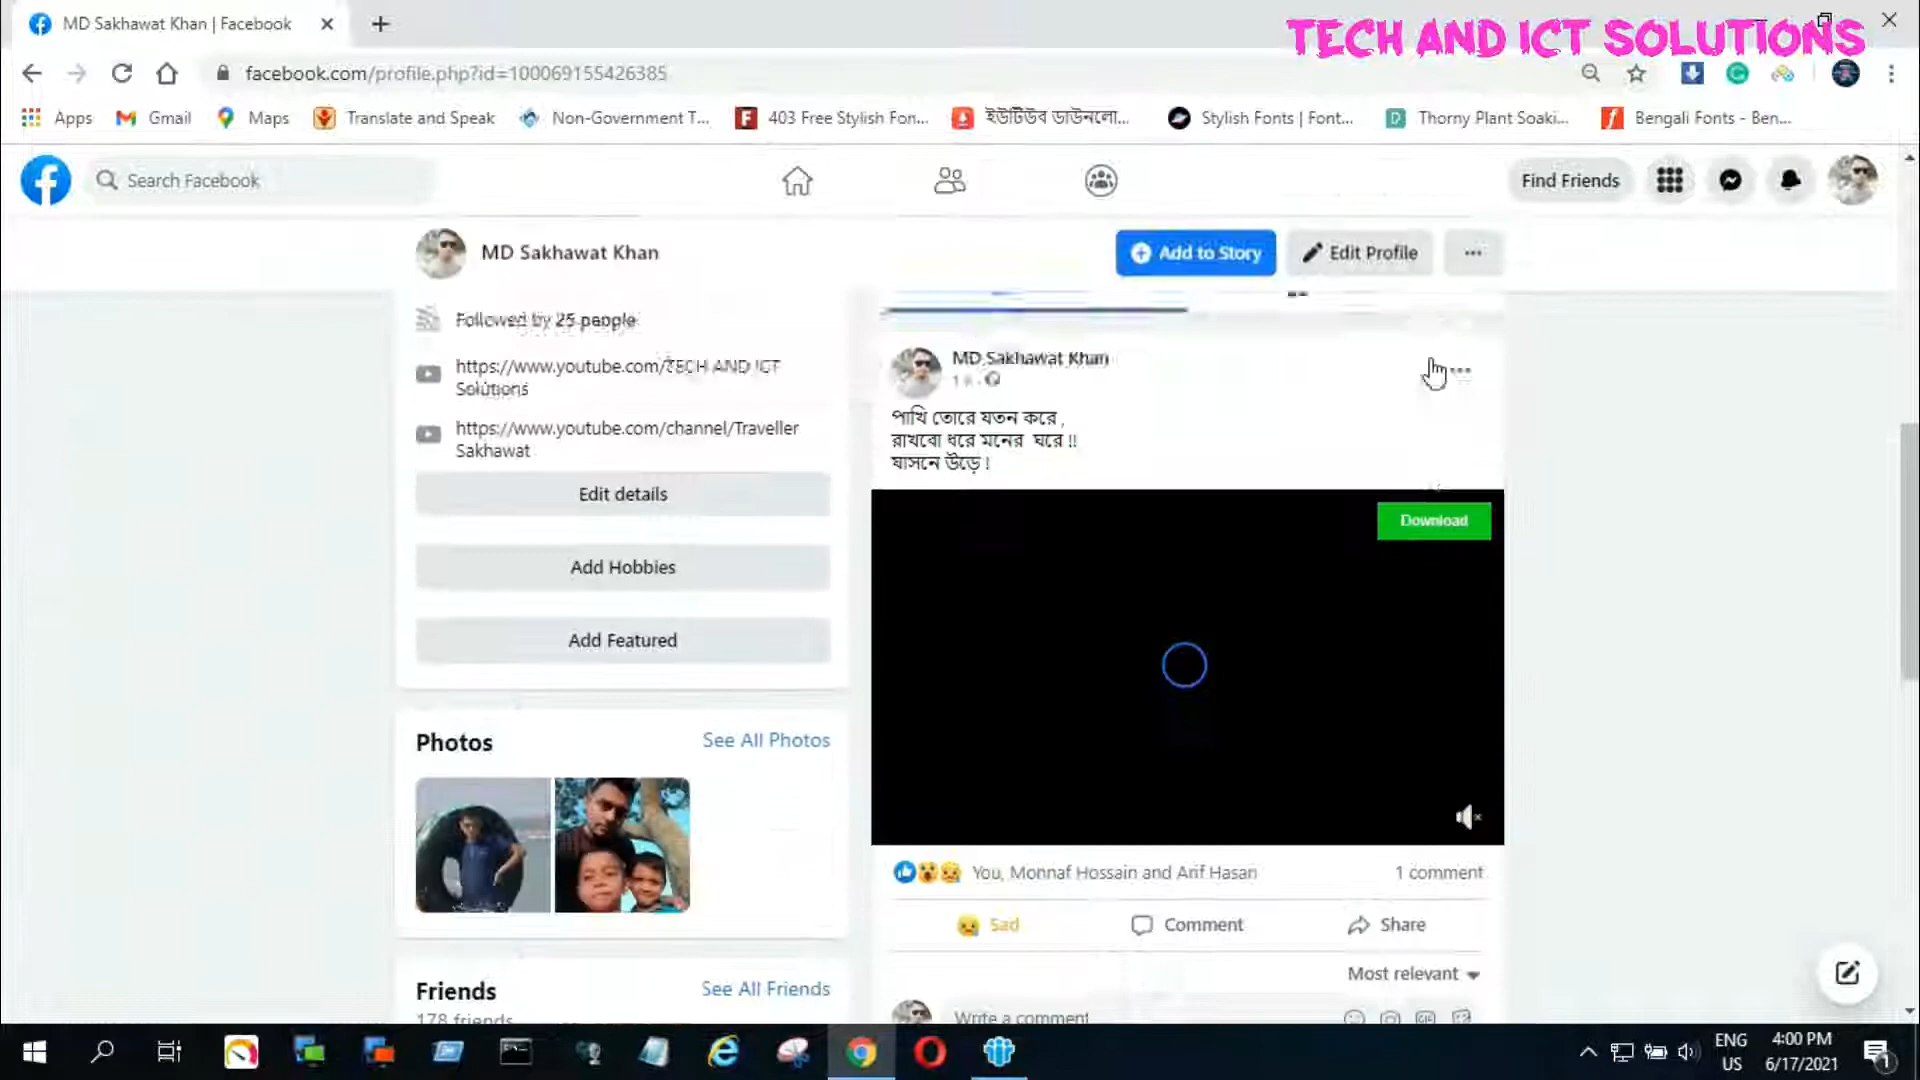 MD Sakhawat Khan | Facebook
TECH AND ICT SOLUTIONS
facebook.com/profile.php?id=100069155426385
Apps
Gmail
Maps
Translate and Speak
Non-Government T...
403 Free Stylish Fon...
ইউটিউব ডাউনলো...
Stylish Fonts | Font...
Thorny Plant Soaki...
Bengali Fonts - Ben...
Search Facebook
Find Friends
MD Sakhawat Khan
Add to Story
Edit Profile
Followed by 25 people
https://www.youtube.com/TECH AND ICT
Solutions
https://www.youtube.com/channel/Traveller
Sakhawat
Edit details
Add Hobbies
Add Featured
Photos
See All Photos
Friends
See All Friends
178 friends
MD Sakhawat Khan
পাখি তোরে যতন করে,
রাখবো ধরে মনের ঘরে !!
যাসনে উড়ে !
Download
You, Monnaf Hossain and Arif Hasan
1 comment
Sad
Comment
Share
Most relevant
Write a comment
ENG
US
4:00 PM
6/17/2021
1